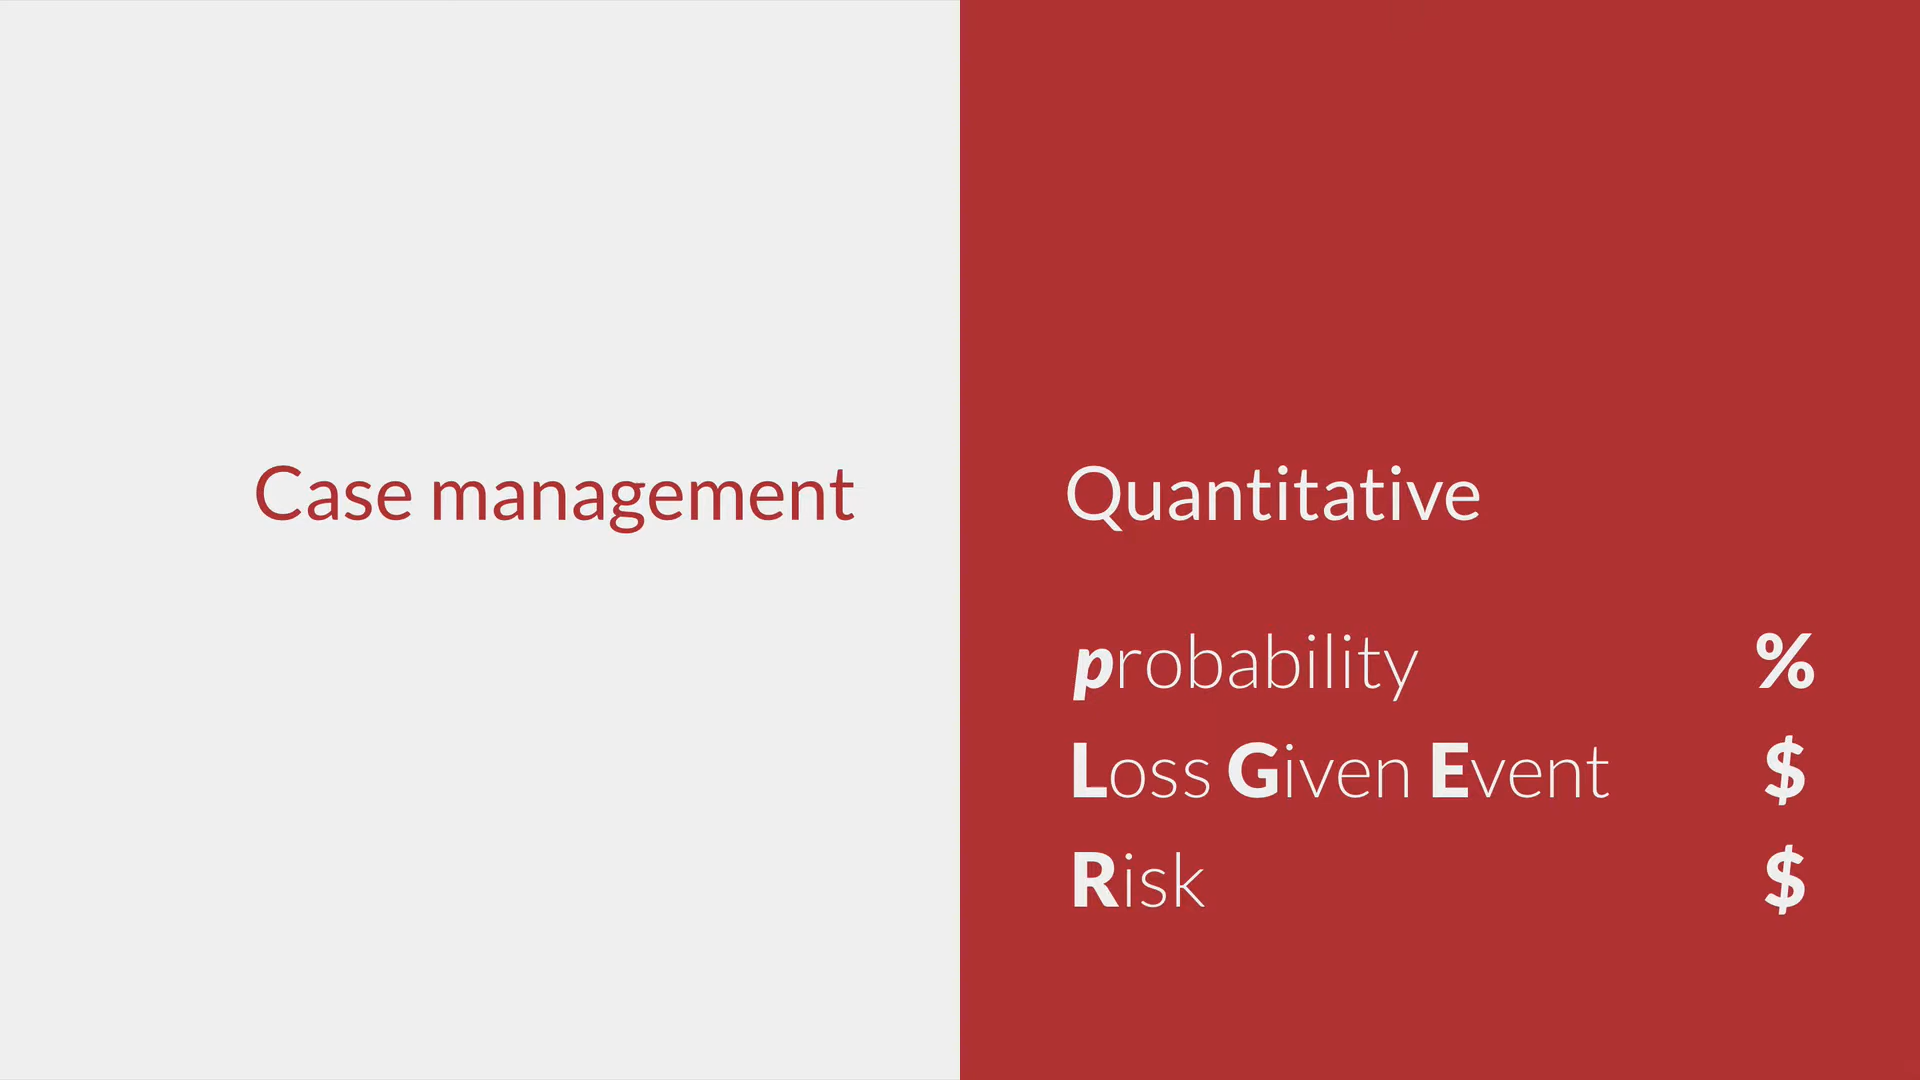 Case management
Quantitative
probability %
Loss Given Event $
Risk $